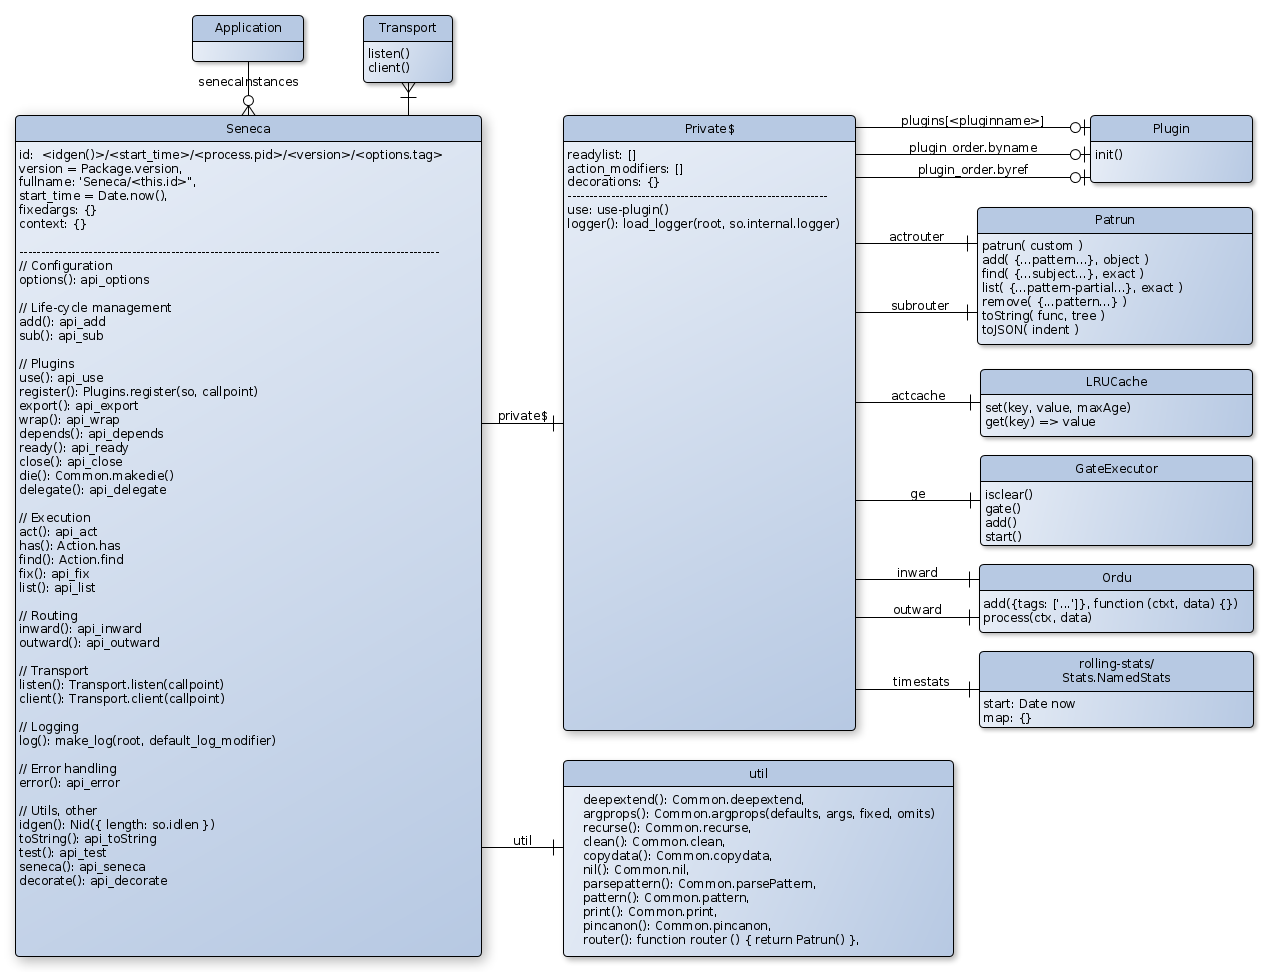 Application
Transport
listen()
client()
senecaInstances
Seneca
id:  <idgen()>/<start_time>/<process.pid>/<version>/<options.tag>
version = Package.version,
fullname: 'Seneca/<this.id>",
start_time = Date.now(),
fixedargs: {}
context: {}
// Configuration
options(): api_options
// Life-cycle management
add(): api_add
sub(): api_sub
// Plugins
use(): api_use
register(): Plugins.register(so, callpoint)
export(): api_export
wrap(): api_wrap
depends(): api_depends
ready(): api_ready
close(): api_close
die(): Common.makedie()
delegate(): api_delegate
// Execution
act(): api_act
has(): Action.has
find(): Action.find
fix(): api_fix
list(): api_list
// Routing
inward(): api_inward
outward(): api_outward
// Transport
listen(): Transport.listen(callpoint)
client(): Transport.client(callpoint)
// Logging
log(): make_log(root, default_log_modifier)
// Error handling
error(): api_error
// Utils, other
idgen(): Nid({ length: so.idlen })
toString(): api_toString
test(): api_test
seneca(): api_seneca
decorate(): api_decorate
private$
util
Private$
readylist: []
action_modifiers: []
decorations: {}
use: use-plugin()
logger(): load_logger(root, so.internal.logger)
plugins[<pluginname>]
plugin_order.byname
plugin_order.byref
Plugin
init()
actrouter
subrouter
Patrun
patrun( custom )
add( {...pattern...}, object )
find( {...subject...}, exact )
list( {...pattern-partial...}, exact )
remove( {...pattern...} )
toString( func, tree )
toJSON( indent )
actcache
LRUCache
set(key, value, maxAge)
get(key) => value
ge
GateExecutor
isclear()
gate()
add()
start()
inward
outward
Ordu
add({tags: ['...']}, function (ctxt, data) {})
process(ctx, data)
timestats
rolling-stats/
Stats.NamedStats
start: Date now
map: {}
util
deepextend(): Common.deepextend,
argprops(): Common.argprops(defaults, args, fixed, omits)
recurse(): Common.recurse,
clean(): Common.clean,
copydata(): Common.copydata,
nil(): Common.nil,
parsepattern(): Common.parsePattern,
pattern(): Common.pattern,
print(): Common.print,
pincanon(): Common.pincanon,
router(): function router () { return Patrun() },